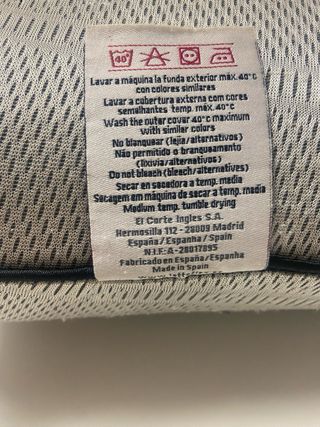 40°
Lavar a máquina la funda exterior máx. 40°C
con colores similares
Lavar a cobertura externa com cores
semelhantes temp. máx. 40°C
Wash the outer cover 40°C maximum
with similar colors
No blanquear (lejía/alternativos)
Não permitido o branqueamento
(lixivia/alternativos)
Do not bleach (bleach/alternatives)
Secar en secadora a temp. media
Secagem em máquina de secar a temp. media
Medium temp. tumble drying
El Corte Ingles S.A.
Hermosilla 112 - 28009 Madrid
España/Espanha/Spain
N.I.F.:A-28017895
Fabricado en España/Espanha
Made in Spain